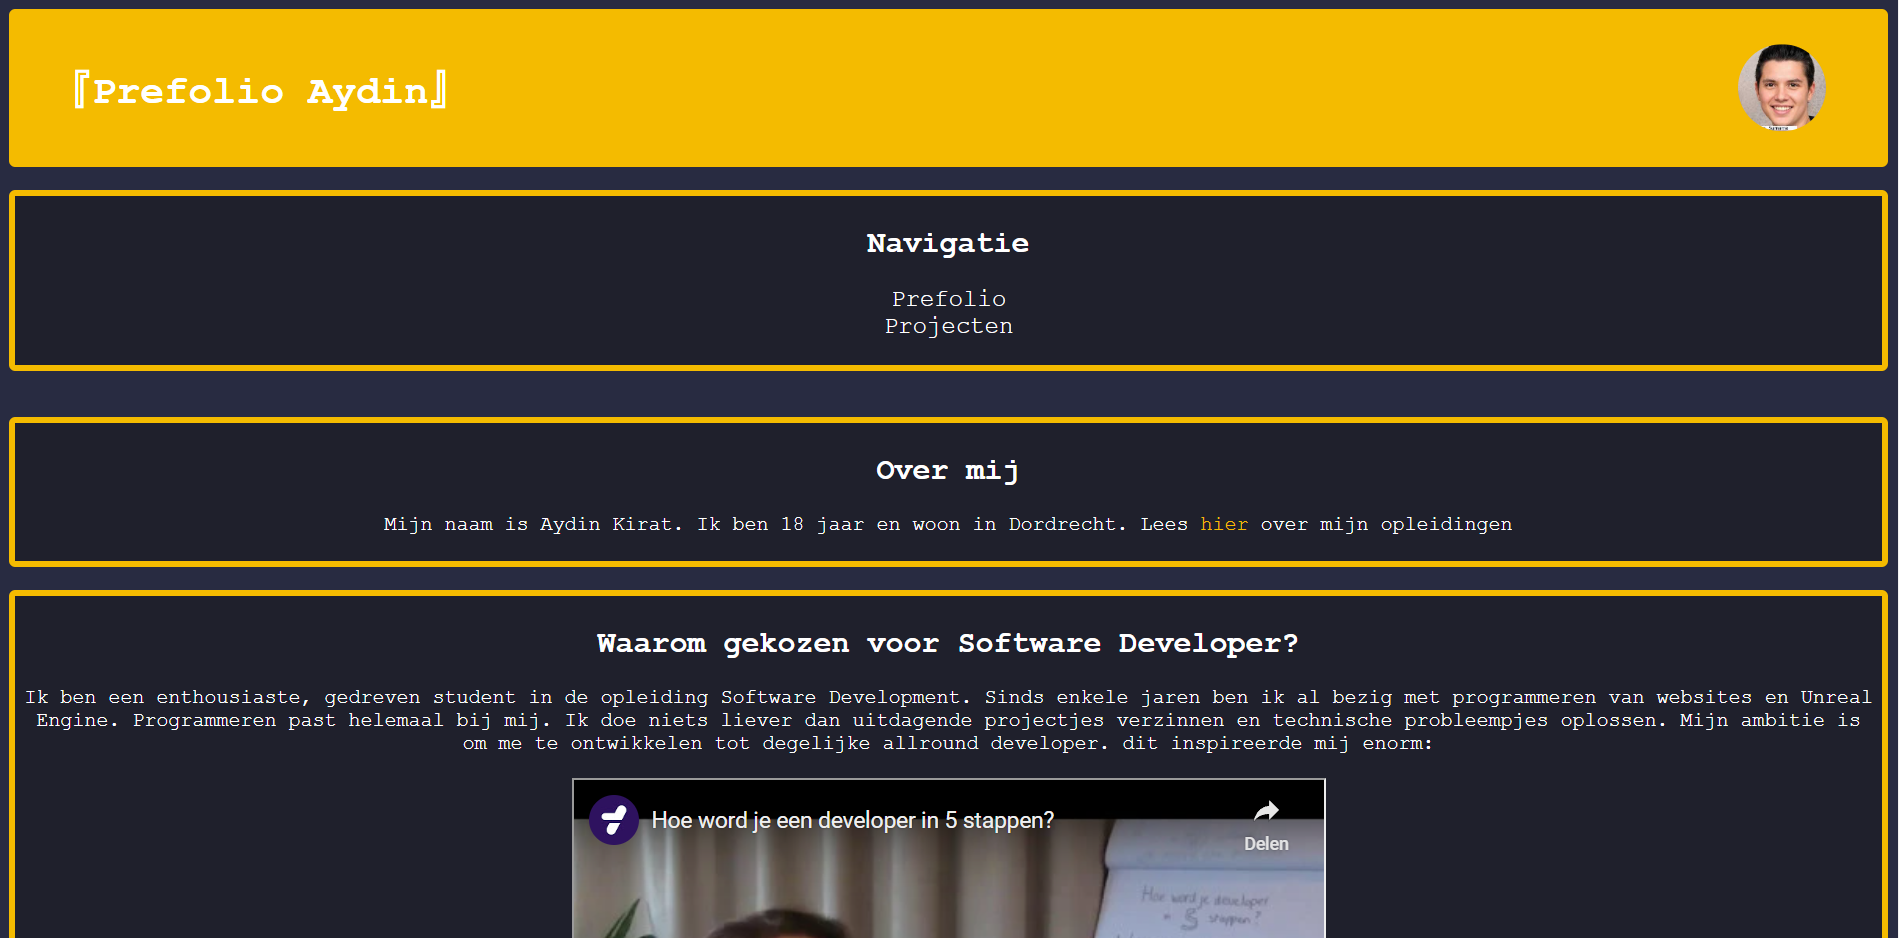 『Prefolio Aydin』
Navigatie
Prefolio
Projecten
Over mij
Mijn naam is Aydin Kirat. Ik ben 18 jaar en woon in Dordrecht. Lees hier over mijn opleidingen
Waarom gekozen voor Software Developer?
Ik ben een enthousiaste, gedreven student in de opleiding Software Development. Sinds enkele jaren ben ik al bezig met programmeren van websites en Unreal
Engine. Programmeren past helemaal bij mij. Ik doe niets liever dan uitdagende projectjes verzinnen en technische probleempjes oplossen. Mijn ambitie is
om me te ontwikkelen tot degelijke allround developer. dit inspireerde mij enorm:
Hoe word je een developer in 5 stappen?
Delen
Hoe word je developer
in 5 stappen?